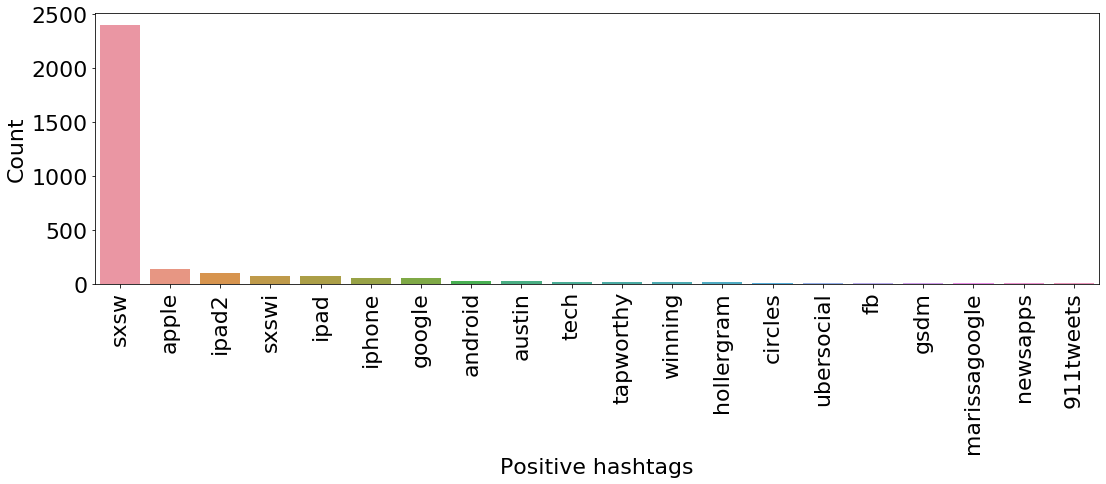 2500
2000
1500
1000
500
0
Count
sxsw
apple
ipad2
sxswi
ipad
iphone
google
android
austin
tech
tapworthy
winning
hollergram
circles
ubersocial
fb
gsdm
marissagoogle
newsapps
911tweets
Positive hashtags